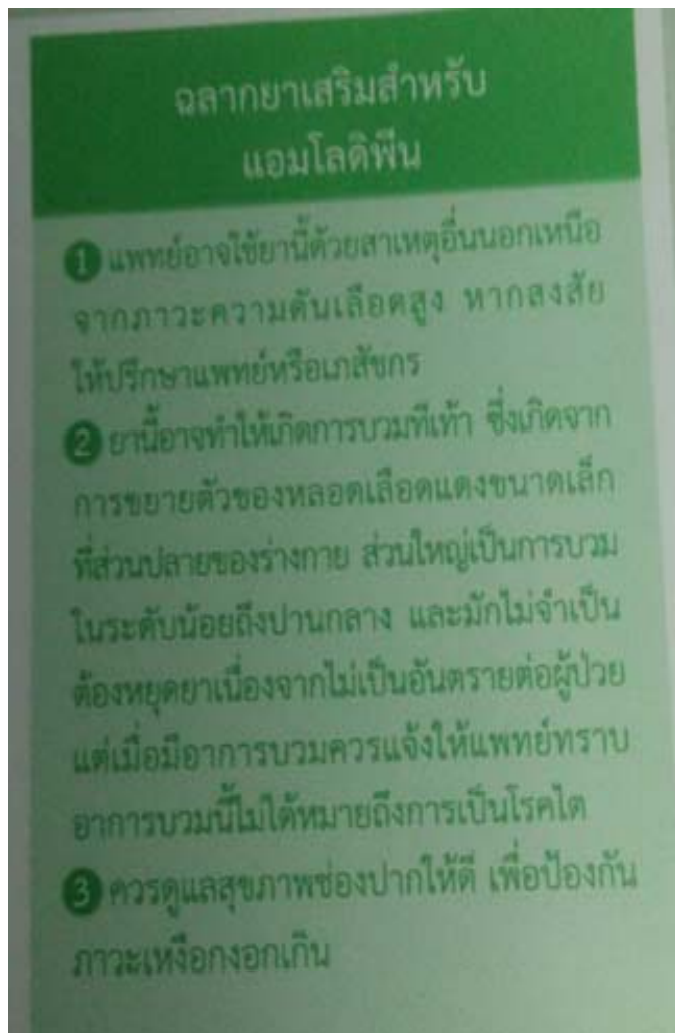 ฉลากยาเสริมสำหรับ
แอมโลดิพีน
1 แพทย์อาจใช้ยานี้ด้วยสาเหตุอื่นนอกเหนือ
จากภาวะความดันเลือดสูง หากสงสัย
ให้ปรึกษาแพทย์หรือเภสัชกร
2 ยานี้อาจทำให้เกิดการบวมที่เท้า ซึ่งเกิดจาก
การขยายตัวของหลอดเลือดแดงขนาดเล็ก
ที่ส่วนปลายของร่างกาย ส่วนใหญ่เป็นการบวม
ในระดับน้อยถึงปานกลาง และมักไม่จำเป็น
ต้องหยุดยาเนื่องจากไม่เป็นอันตรายต่อผู้ป่วย
แต่เมื่อมีอาการบวมควรแจ้งให้แพทย์ทราบ
อาการบวมนี้ไม่ได้หมายถึงการเป็นโรคไต
3 ควรดูแลสุขภาพช่องปากให้ดี เพื่อป้องกัน
ภาวะเหงือกงอกเกิน